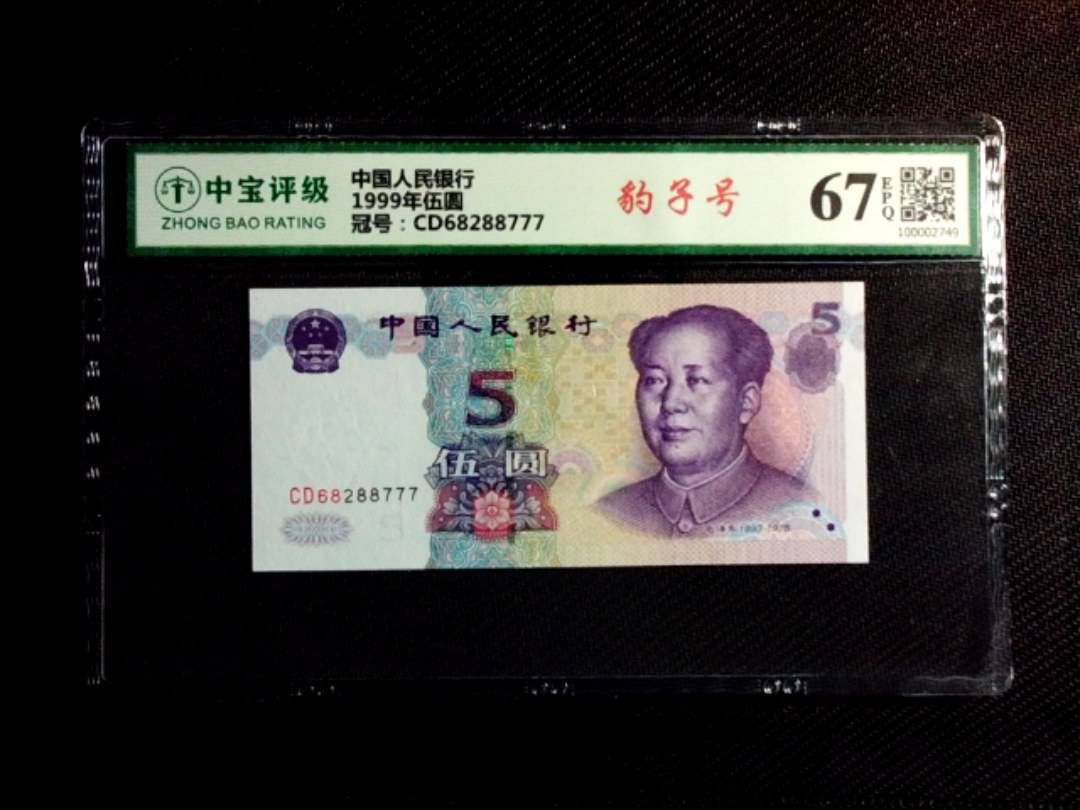 中宝评级
ZHONG BAO RATING
中国人民银行
1999年伍圆
冠号：CD68288777
豹子号
67
EPQ
100002749
中国人民银行
5
5
伍圆
CD68288777
1893-1976